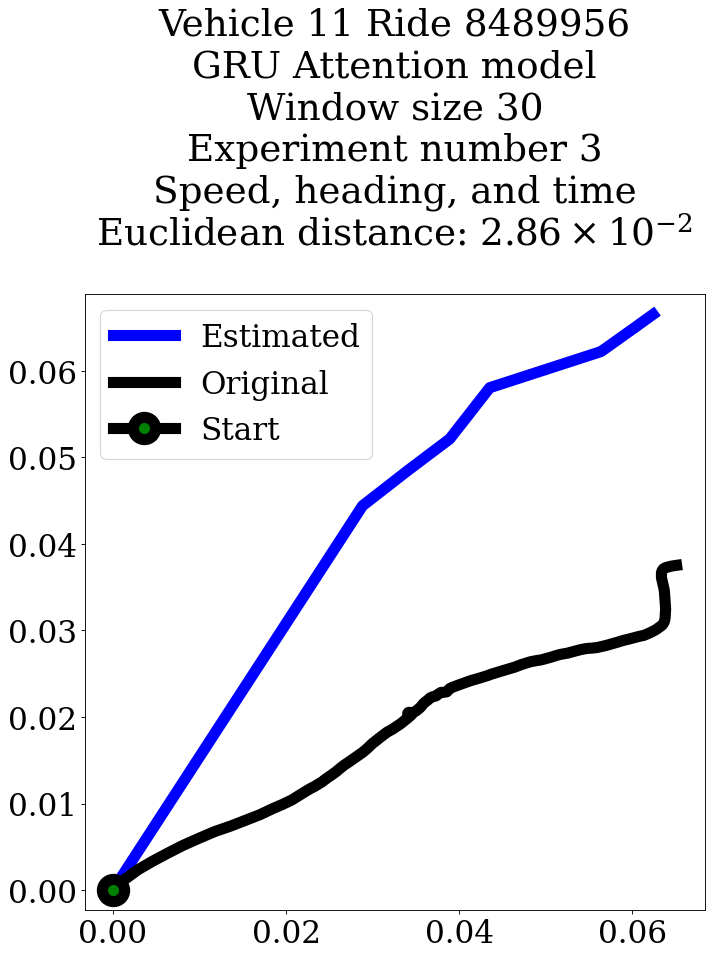 Vehicle 11 Ride 8489956
GRU Attention model
Window size 30
Experiment number 3
Speed, heading, and time
Euclidean distance: 2.86 × 10⁻²
Estimated
Original
Start
0.06
0.05
0.04
0.03
0.02
0.01
0.00
0.00 0.02 0.04 0.06